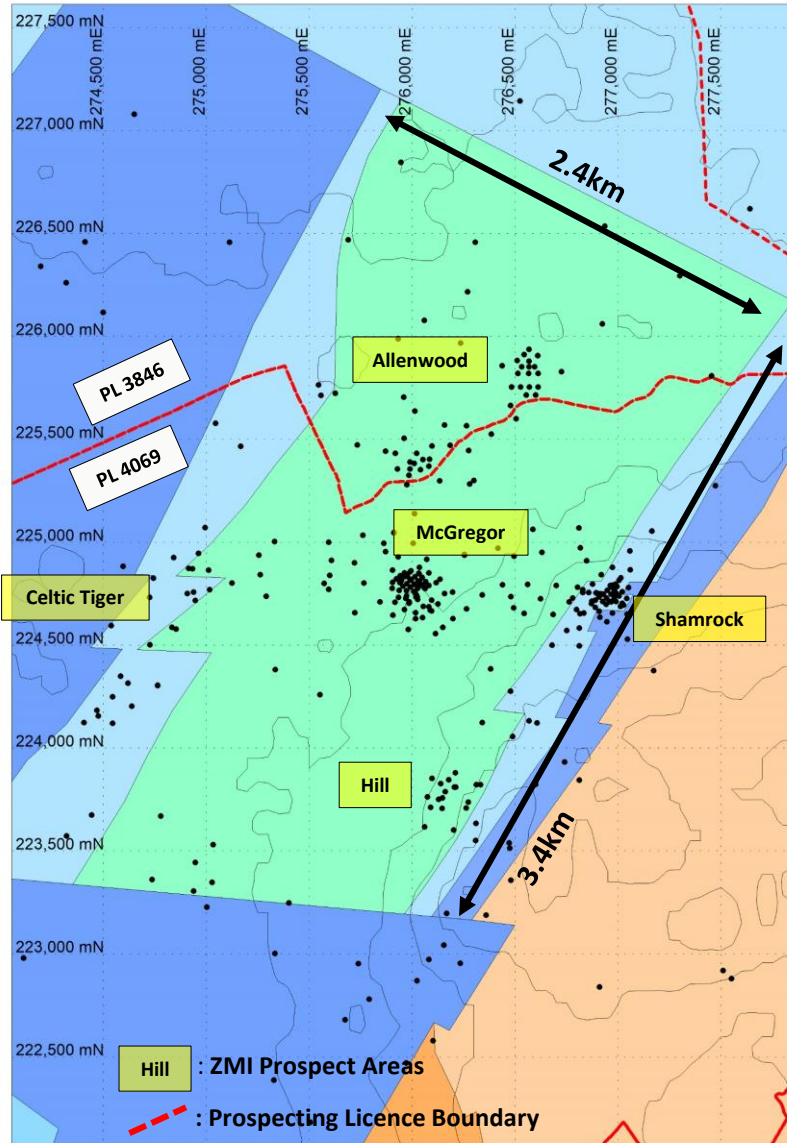 227,500 mN
274,500 mE
275,000 mE
275,500 mE
276,000 mE
276,500 mE
277,000 mE
277,500 mE
227,000 mN
2.4km
226,500 mN
226,000 mN
Allenwood
PL 3846
225,500 mN
PL 4069
225,000 mN
McGregor
Celtic Tiger
Shamrock
224,500 mN
224,000 mN
Hill
3.4km
223,500 mN
223,000 mN
222,500 mN
Hill : ZMI Prospect Areas
: Prospecting Licence Boundary